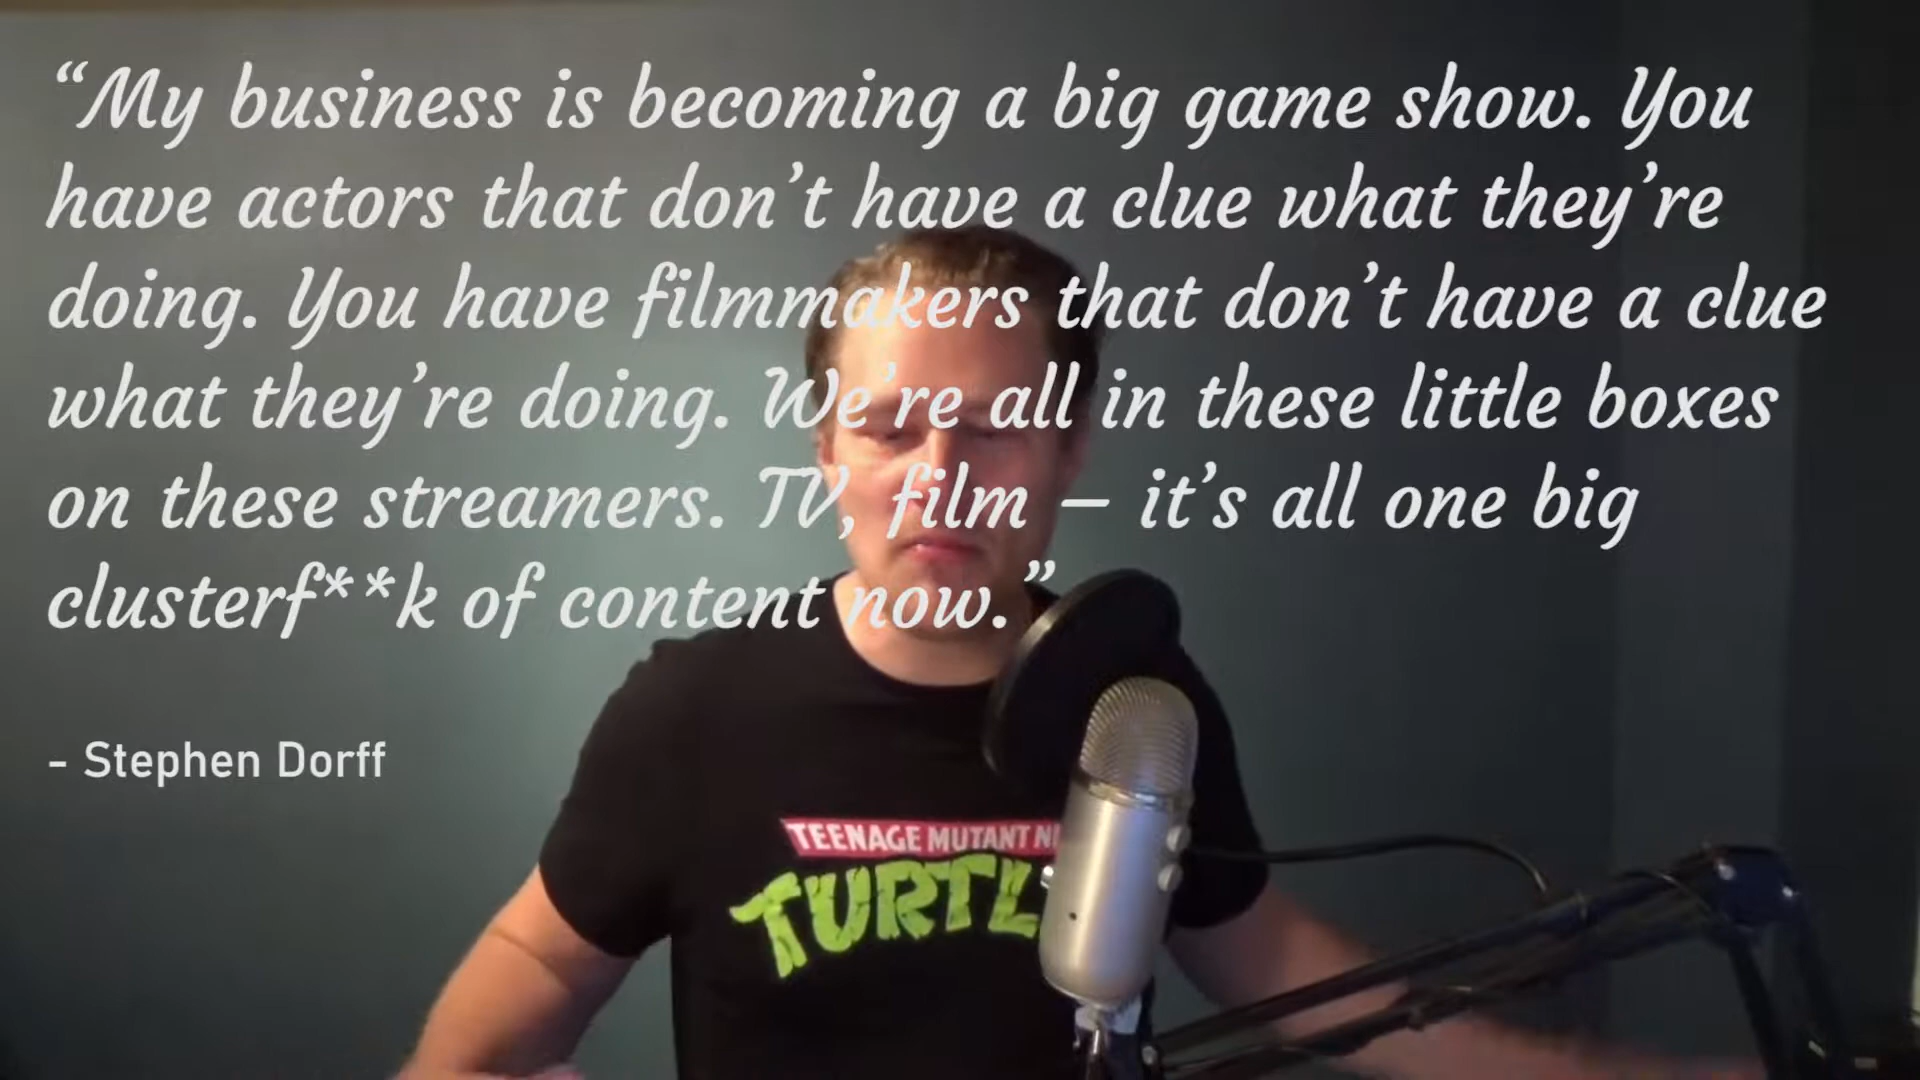 “My business is becoming a big game show. You
have actors that don’t have a clue what they’re
doing. You have filmmakers that don’t have a clue
what they’re doing. We’re all in these little boxes
on these streamers. TV, film – it’s all one big
clusterf**k of content now.”
- Stephen Dorff
TEENAGE MUTANT NI
TURTL